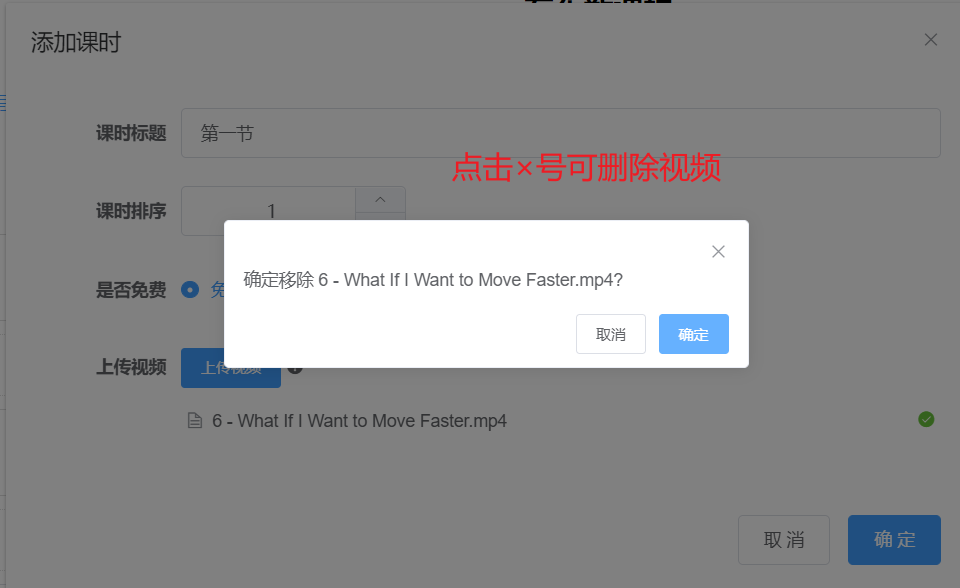 添加课时
课时标题 第一节
点击×号可删除视频
课时排序 1
确定移除 6 - What If I Want to Move Faster.mp4?
是否免费 免
取消 确定
上传视频 上传视频
6 - What If I Want to Move Faster.mp4
取消 确定